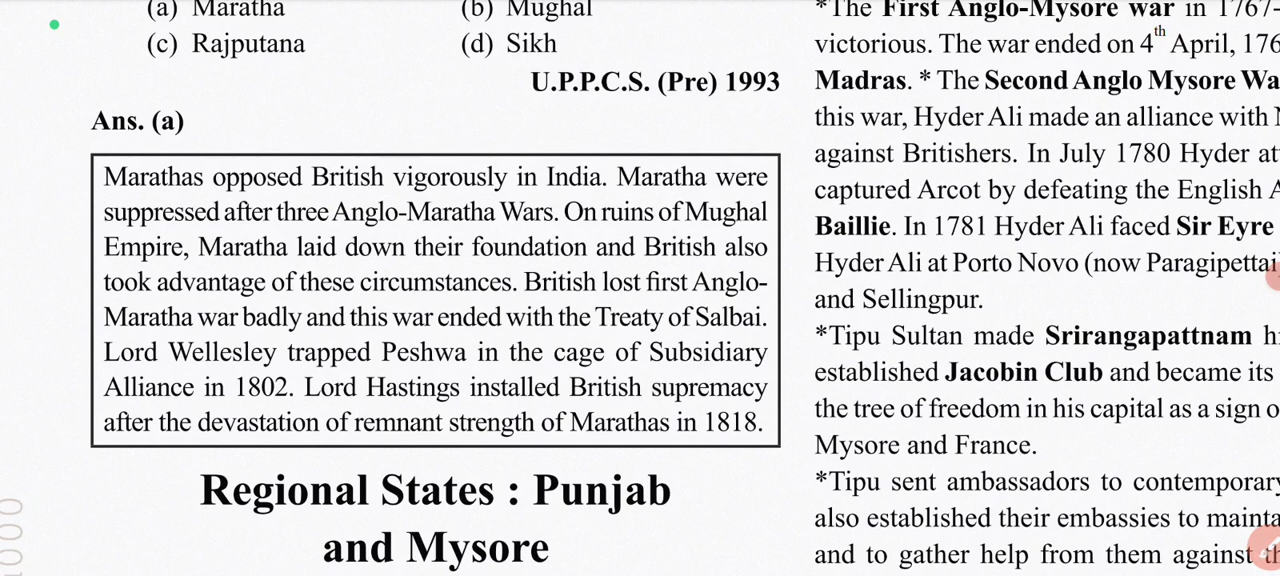 (a) Maratha (b) Mughal
(c) Rajputana (d) Sikh
U.P.P.C.S. (Pre) 1993
Ans. (a)
Marathas opposed British vigorously in India. Maratha were
suppressed after three Anglo-Maratha Wars. On ruins of Mughal
Empire, Maratha laid down their foundation and British also
took advantage of these circumstances. British lost first Anglo-
Maratha war badly and this war ended with the Treaty of Salbai.
Lord Wellesley trapped Peshwa in the cage of Subsidiary
Alliance in 1802. Lord Hastings installed British supremacy
after the devastation of remnant strength of Marathas in 1818.
Regional States : Punjab
and Mysore
*The First Anglo-Mysore war in 1767-
victorious. The war ended on 4th April, 176
Madras. * The Second Anglo Mysore Wa
this war, Hyder Ali made an alliance with
against Britishers. In July 1780 Hyder at
captured Arcot by defeating the English A
Baillie. In 1781 Hyder Ali faced Sir Eyre
Hyder Ali at Porto Novo (now Paragipettai
and Sellingpur.
*Tipu Sultan made Srirangapattnam hi
established Jacobin Club and became its
the tree of freedom in his capital as a sign o
Mysore and France.
*Tipu sent ambassadors to contemporary
also established their embassies to mainta
and to gather help from them against th
1000